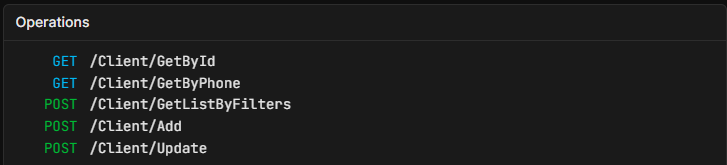 Operations
GET /Client/GetById
GET /Client/GetByPhone
POST /Client/GetListByFilters
POST /Client/Add
POST /Client/Update